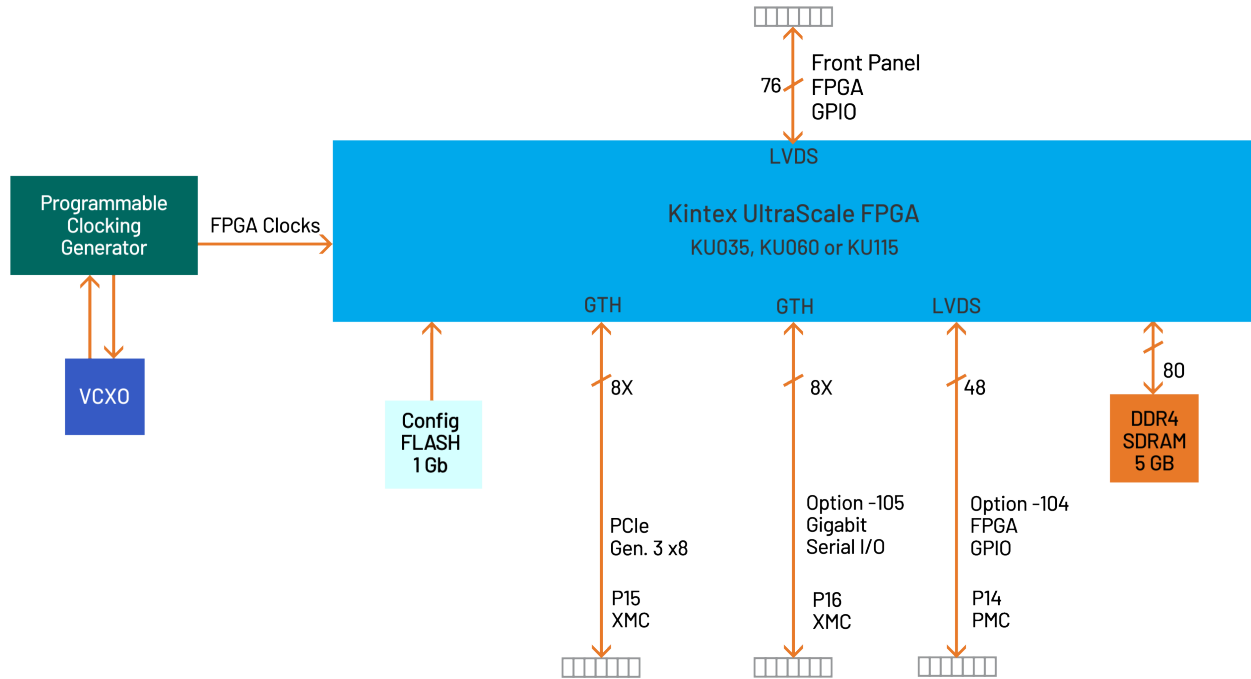 76
Front Panel
FPGA
GPIO
LVDS
Programmable
Clocking
Generator
FPGA Clocks
Kintex UltraScale FPGA
KU035, KU060 or KU115
GTH
GTH
LVDS
VCXO
Config
FLASH
1 Gb
8X
8X
48
80
DDR4
SDRAM
5 GB
PCIe
Gen. 3 x8
P15
XMC
Option -105
Gigabit
Serial I/O
P16
XMC
Option -104
FPGA
GPIO
P14
PMC